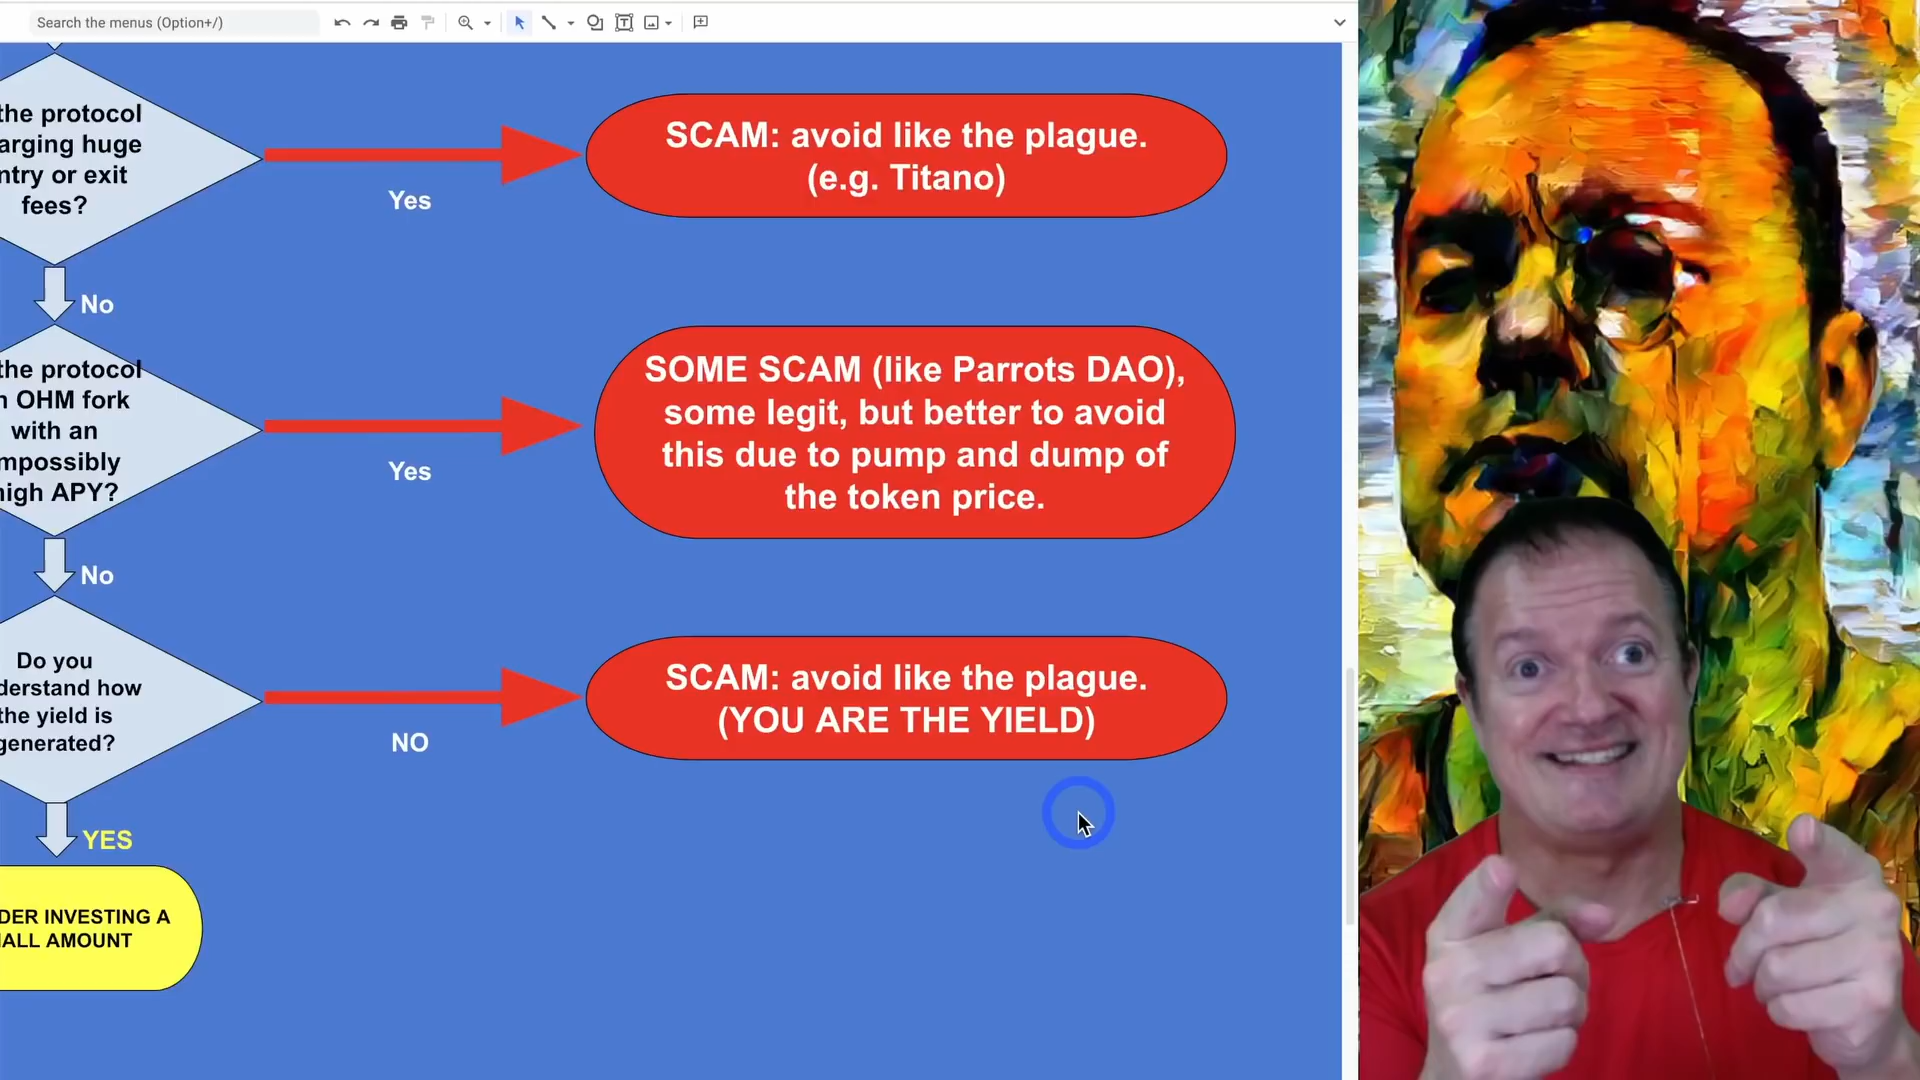 Search the menus (Option+/)
the protocol
arging huge
ntry or exit
fees?
Yes
SCAM: avoid like the plague.
(e.g. Titano)
No
the protocol
n OHM fork
with an
mpossibly
nigh APY?
Yes
SOME SCAM (like Parrots DAO),
some legit, but better to avoid
this due to pump and dump of
the token price.
No
Do you
derstand how
the yield is
generated?
NO
SCAM: avoid like the plague.
(YOU ARE THE YIELD)
YES
DER INVESTING A
ALL AMOUNT